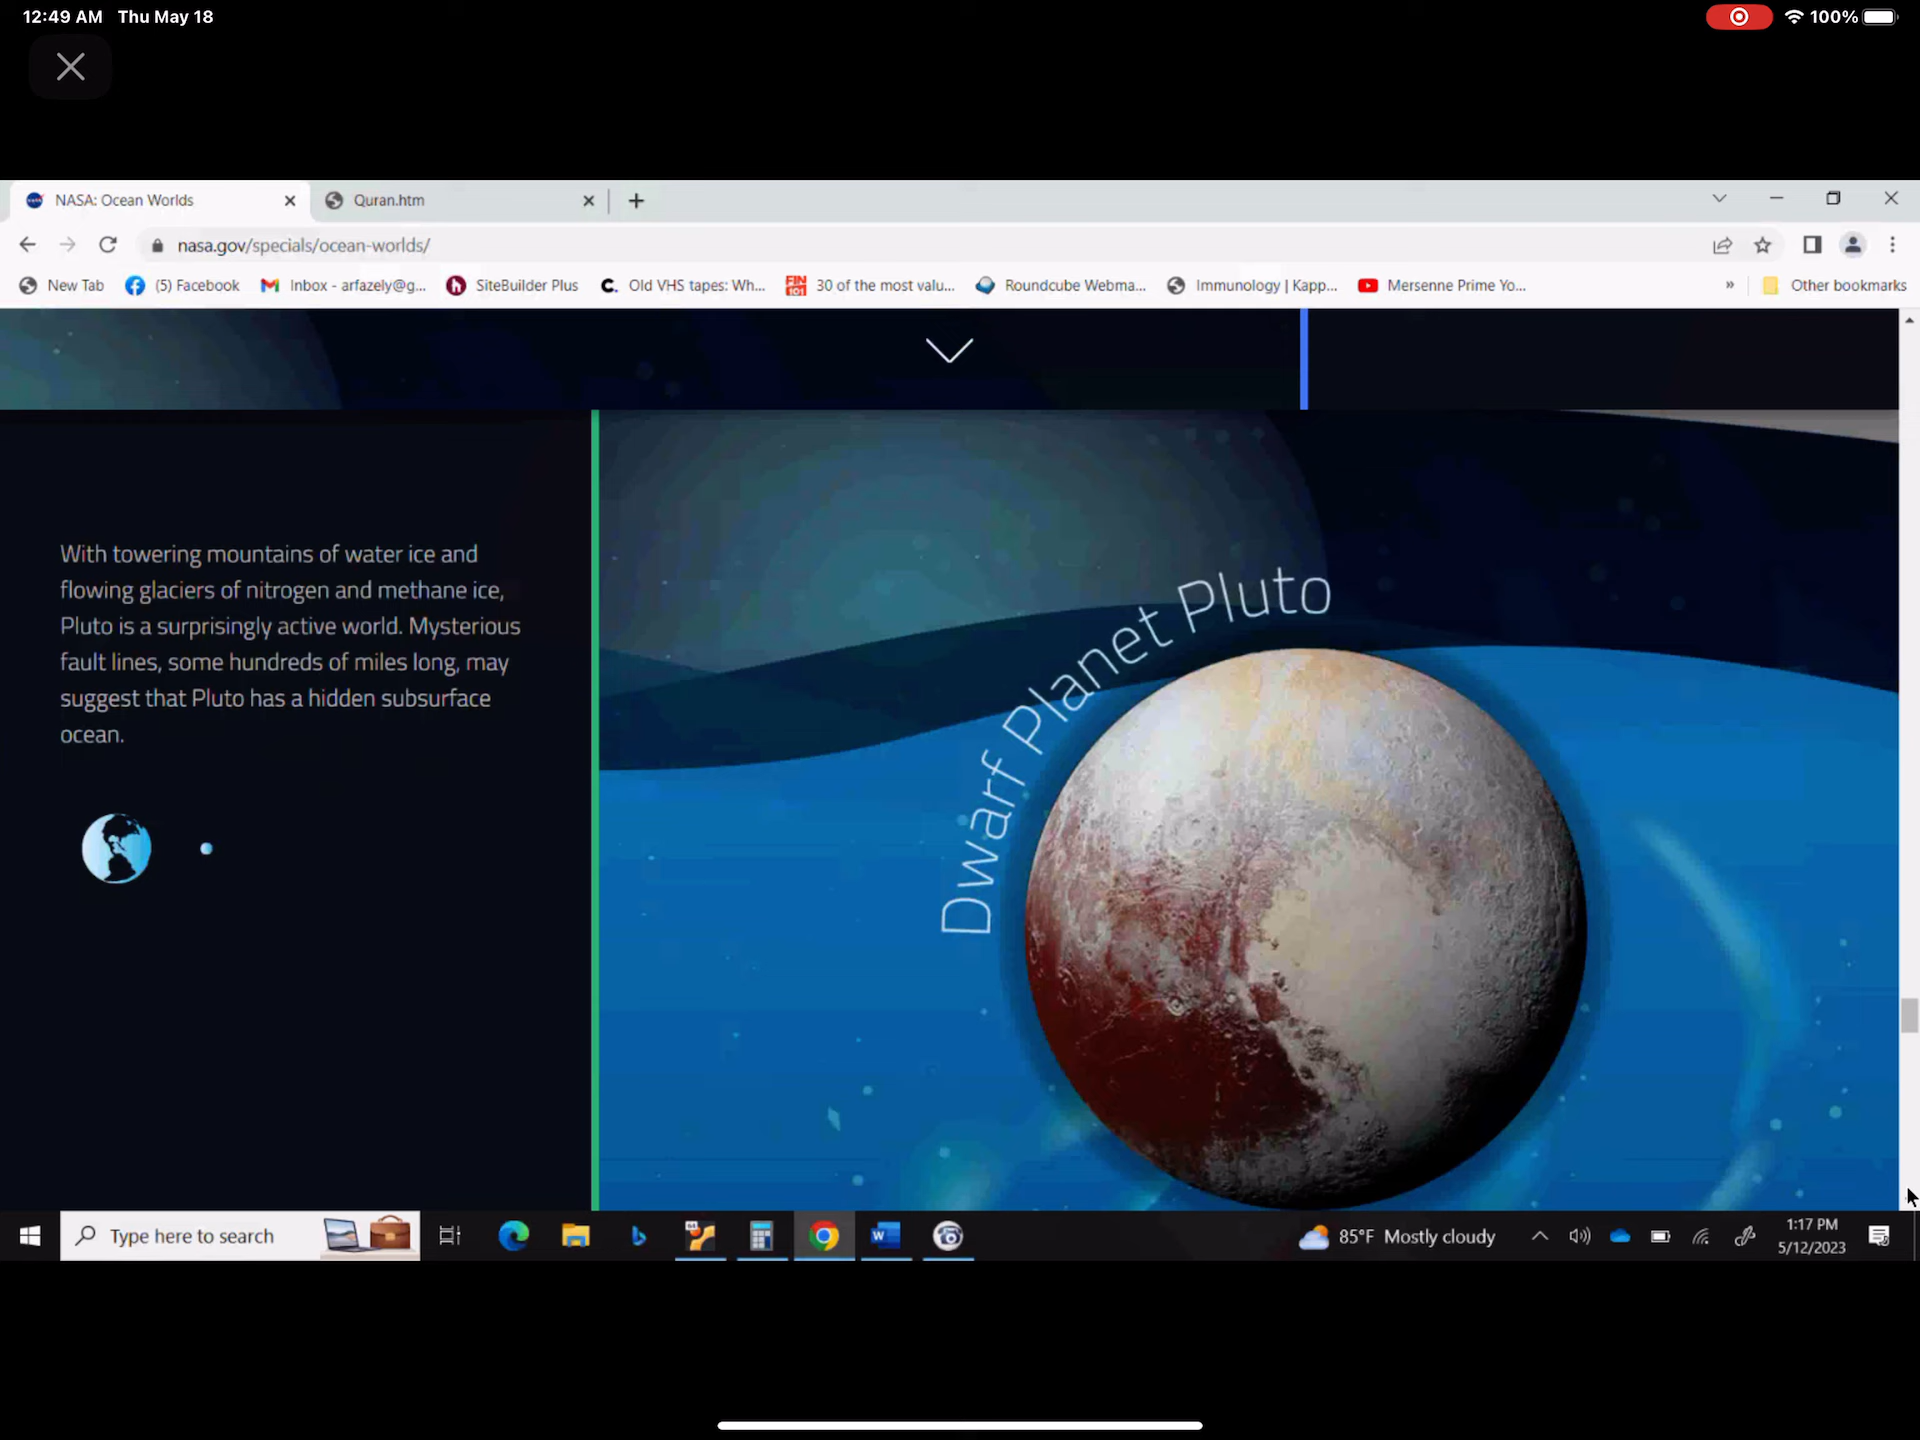 12:49 AM Thu May 18
100%
NASA: Ocean Worlds
Quran.htm
nasa.gov/specials/ocean-worlds/
New Tab
(5) Facebook
Inbox - arfazely@g...
SiteBuilder Plus
C. Old VHS tapes: Wh...
FIN 101 30 of the most valu...
Roundcube Webma...
Immunology | Kapp...
Mersenne Prime Yo...
»
Other bookmarks
With towering mountains of water ice and
flowing glaciers of nitrogen and methane ice,
Pluto is a surprisingly active world. Mysterious
fault lines, some hundreds of miles long, may
suggest that Pluto has a hidden subsurface
ocean.
Dwarf Planet Pluto
Type here to search
85°F Mostly cloudy
1:17 PM
5/12/2023